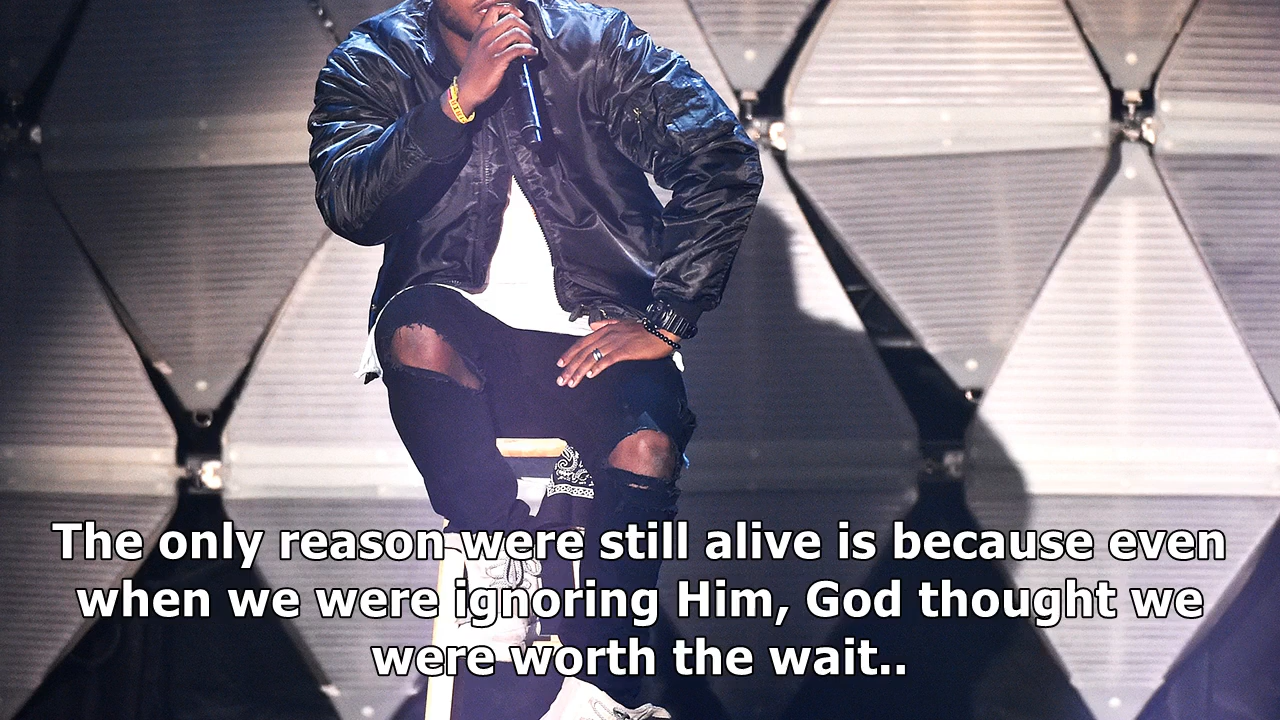 The only reason were still alive is because even
when we were ignoring Him, God thought we
were worth the wait..